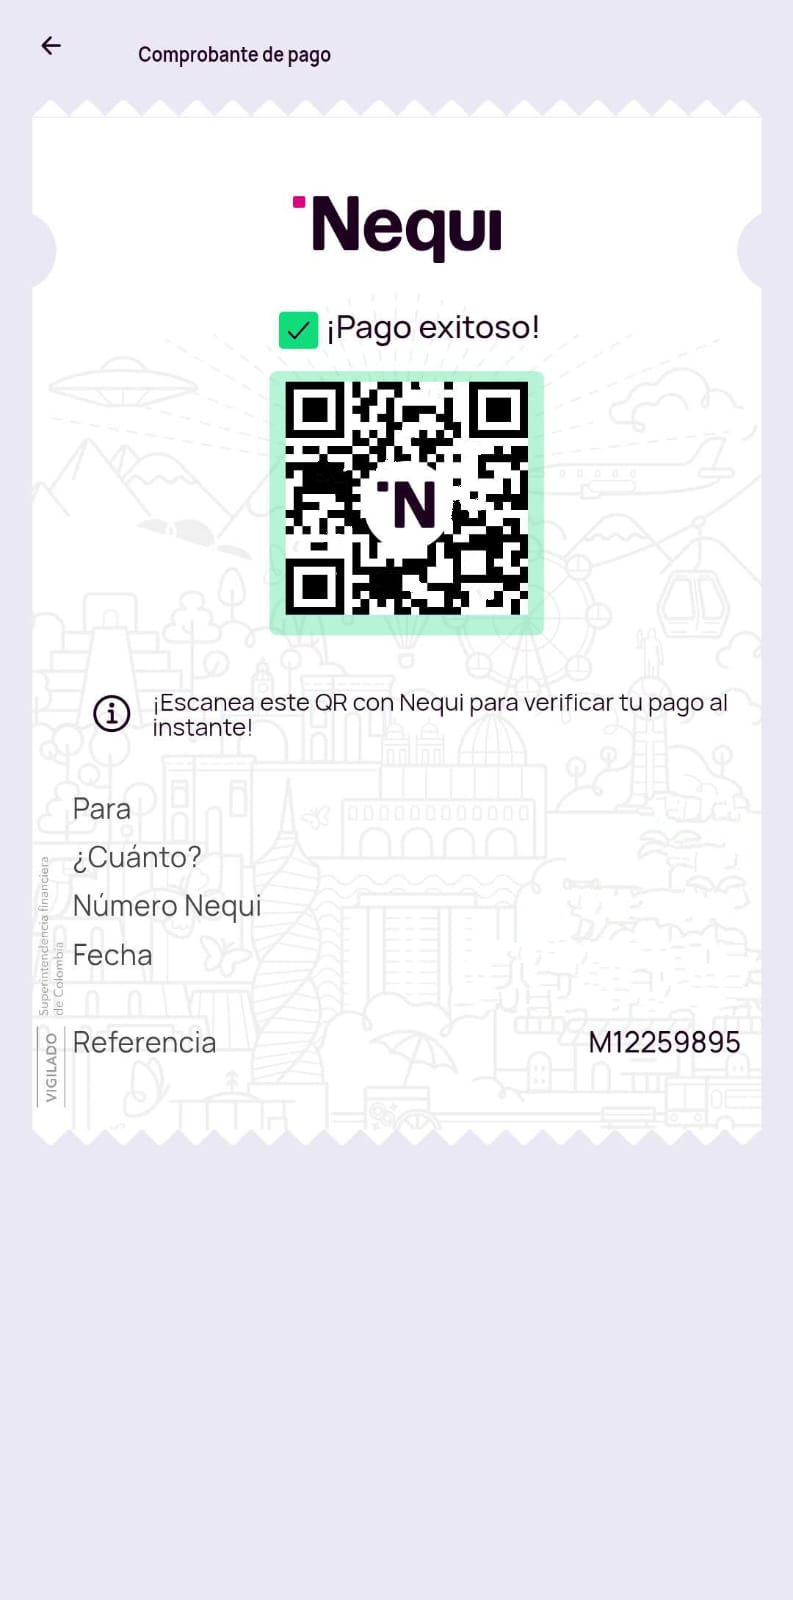 Comprobante de pago
Nequi
¡Pago exitoso!
N
¡Escanea este QR con Nequi para verificar tu pago al
instante!
Para
¿Cuánto?
Número Nequi
Fecha
Referencia M12259895
VIGILADO Superintendencia financiera
de Colombia